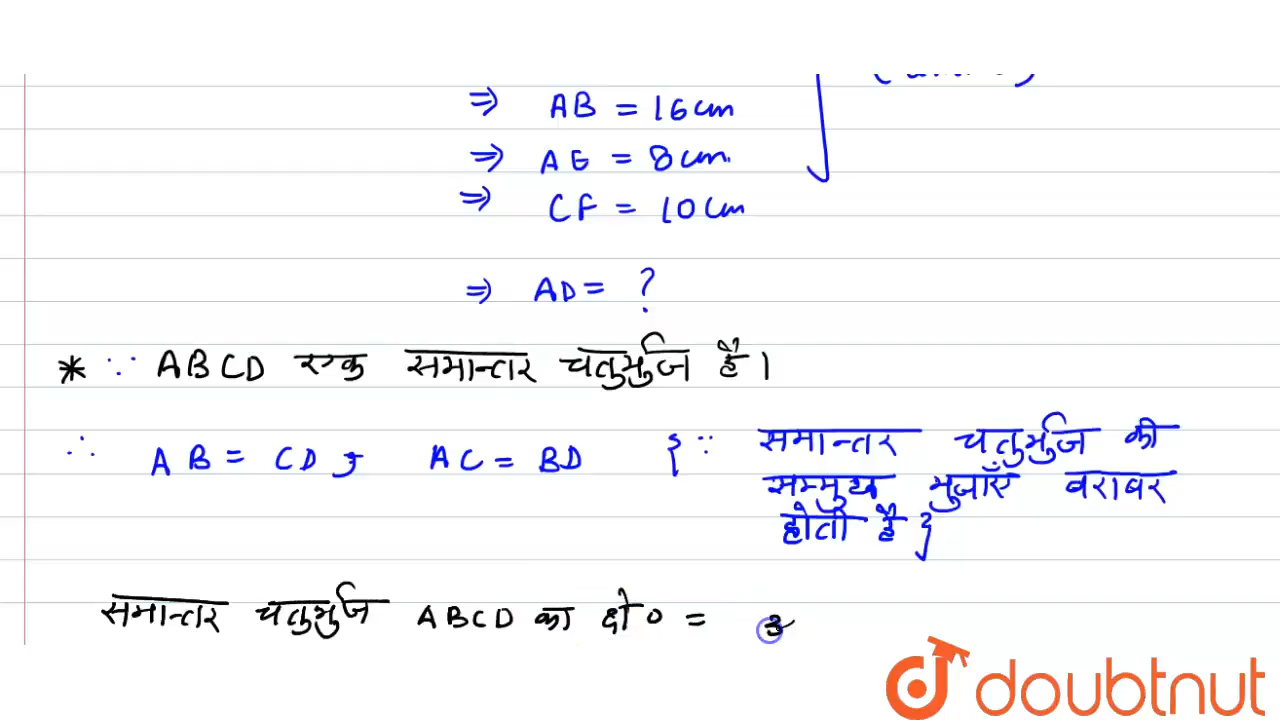 ⇒ AB = 16cm
⇒ AE = 8cm.
⇒ CF = 10cm
⇒ AD = ?
* ∵ ABCD एक समान्तर चतुर्भुज है।
∴ AB = CD, AC = BD {∵ समान्तर चतुर्भुज की
सम्मुख भुजाएँ बराबर
होती है}
समान्तर चतुर्भुज ABCD का क्षे० =
doubtnut